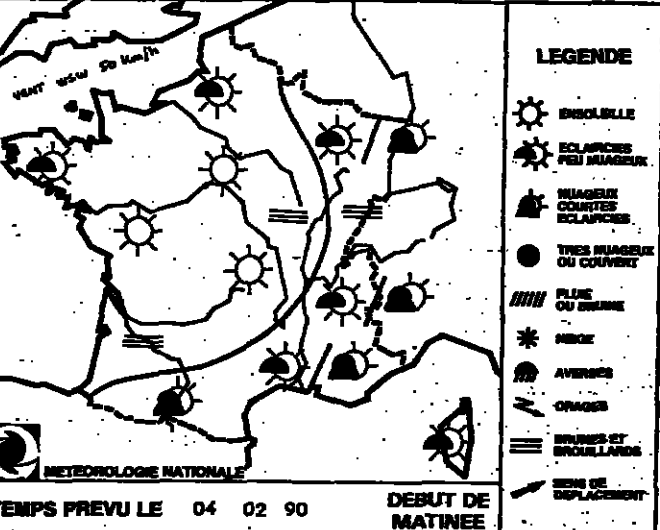 VENT WSW 50 Km/h
LEGENDE
ENSOLEILLE
ECLAIRCIES
PEU NUAGEUX
NUAGEUX
COURTES
ECLAIRCIES
TRES NUAGEUX
OU COUVERT
PLUIE
OU BRUINE
NEIGE
AVERSES
ORAGES
BRUMES ET
BROUILLARDS
SENS DE
DEPLACEMENT
METEOROLOGIE NATIONALE
TEMPS PREVU LE 04 02 90
DEBUT DE
MATINEE